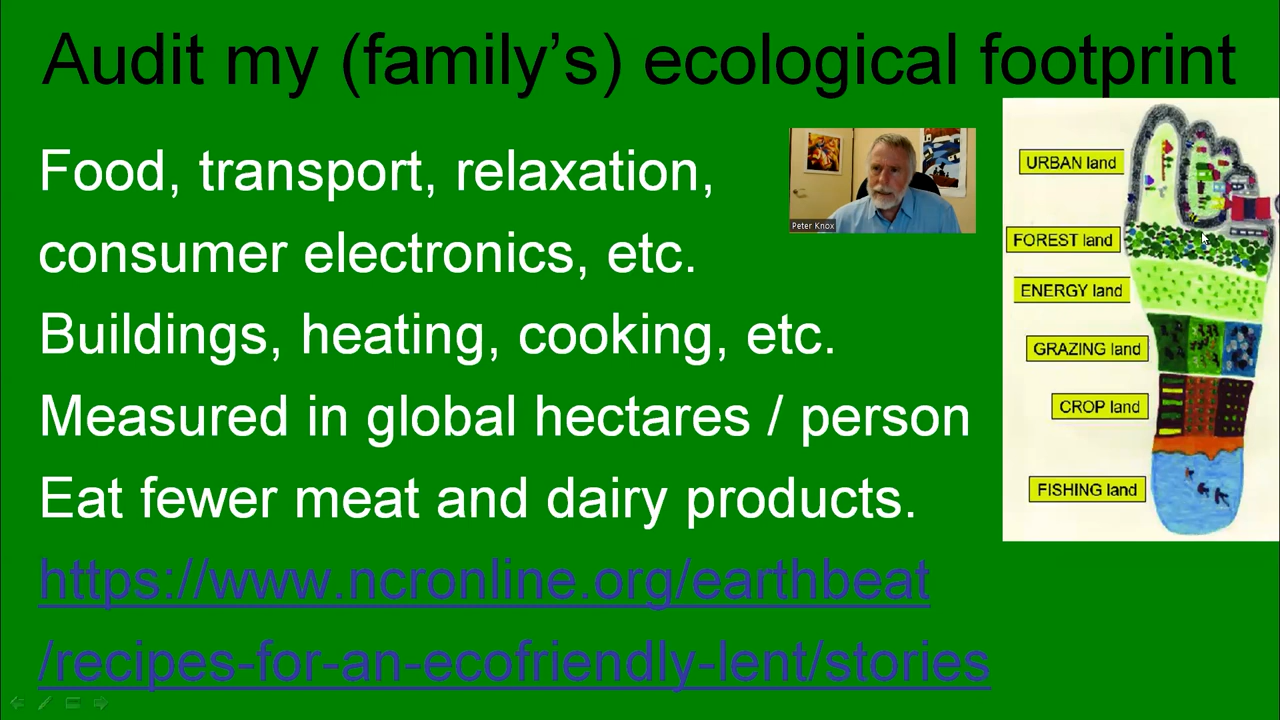 Audit my (family’s) ecological footprint
Food, transport, relaxation,
consumer electronics, etc.
Buildings, heating, cooking, etc.
Measured in global hectares / person
Eat fewer meat and dairy products.
https://www.ncronline.org/earthbeat
/recipes-for-an-ecofriendly-lent/stories
Peter Knox
URBAN land
FOREST land
ENERGY land
GRAZING land
CROP land
FISHING land